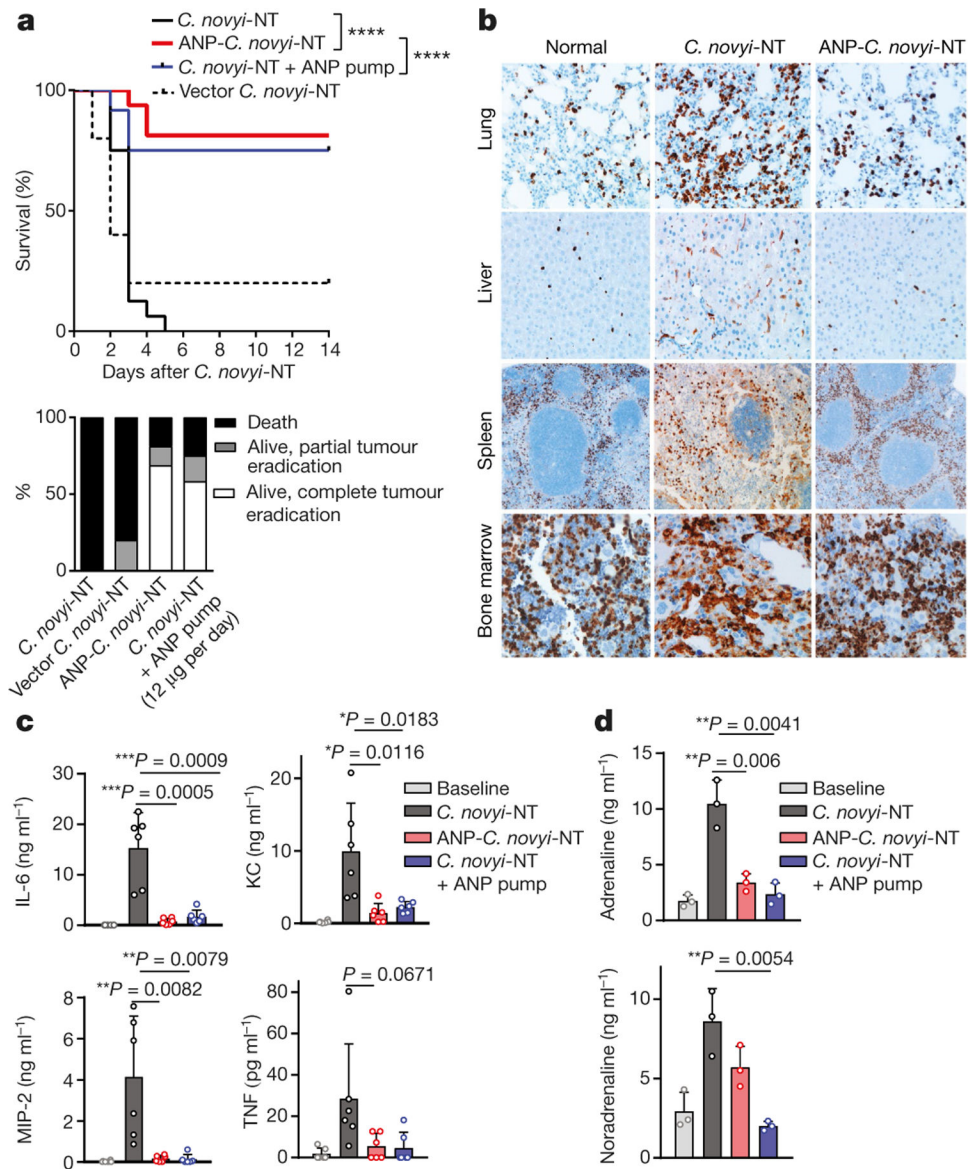 a
C. novyi-NT
ANP-C. novyi-NT
C. novyi-NT + ANP pump
Vector C. novyi-NT
****
****
Survival (%)
100
50
0
0 2 4 6 8 10 12 14
Days after C. novyi-NT
%
100
50
0
Death
Alive, partial tumour
eradication
Alive, complete tumour
eradication
C. novyi-NT
Vector C. novyi-NT
ANP-C. novyi-NT
C. novyi-NT
+ ANP pump
(12 µg per day)
b
Normal C. novyi-NT ANP-C. novyi-NT
Lung
Liver
Spleen
Bone marrow
c
***P = 0.0009
***P = 0.0005
IL-6 (ng ml⁻¹)
30
20
10
0
*P = 0.0183
*P = 0.0116
KC (ng ml⁻¹)
20
10
0
Baseline
C. novyi-NT
ANP-C. novyi-NT
C. novyi-NT
+ ANP pump
**P = 0.0079
**P = 0.0082
MIP-2 (ng ml⁻¹)
8
6
4
2
0
P = 0.0671
TNF (pg ml⁻¹)
80
60
40
20
0
d
**P = 0.0041
**P = 0.006
Adrenaline (ng ml⁻¹)
15
10
5
0
Baseline
C. novyi-NT
ANP-C. novyi-NT
C. novyi-NT
+ ANP pump
**P = 0.0054
Noradrenaline (ng ml⁻¹)
10
5
0